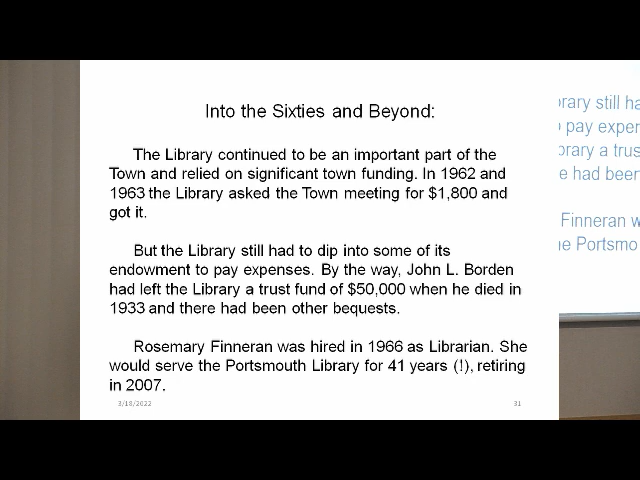 Into the Sixties and Beyond:
The Library continued to be an important part of the
Town and relied on significant town funding. In 1962 and
1963 the Library asked the Town meeting for $1,800 and
got it.
But the Library still had to dip into some of its
endowment to pay expenses. By the way, John L. Borden
had left the Library a trust fund of $50,000 when he died in
1933 and there had been other bequests.
Rosemary Finneran was hired in 1966 as Librarian. She
would serve the Portsmouth Library for 41 years (!), retiring
in 2007.
3/18/2022
31
brary still ha
pay exper
brary a trus
e had been
Finneran w
e Portsmo